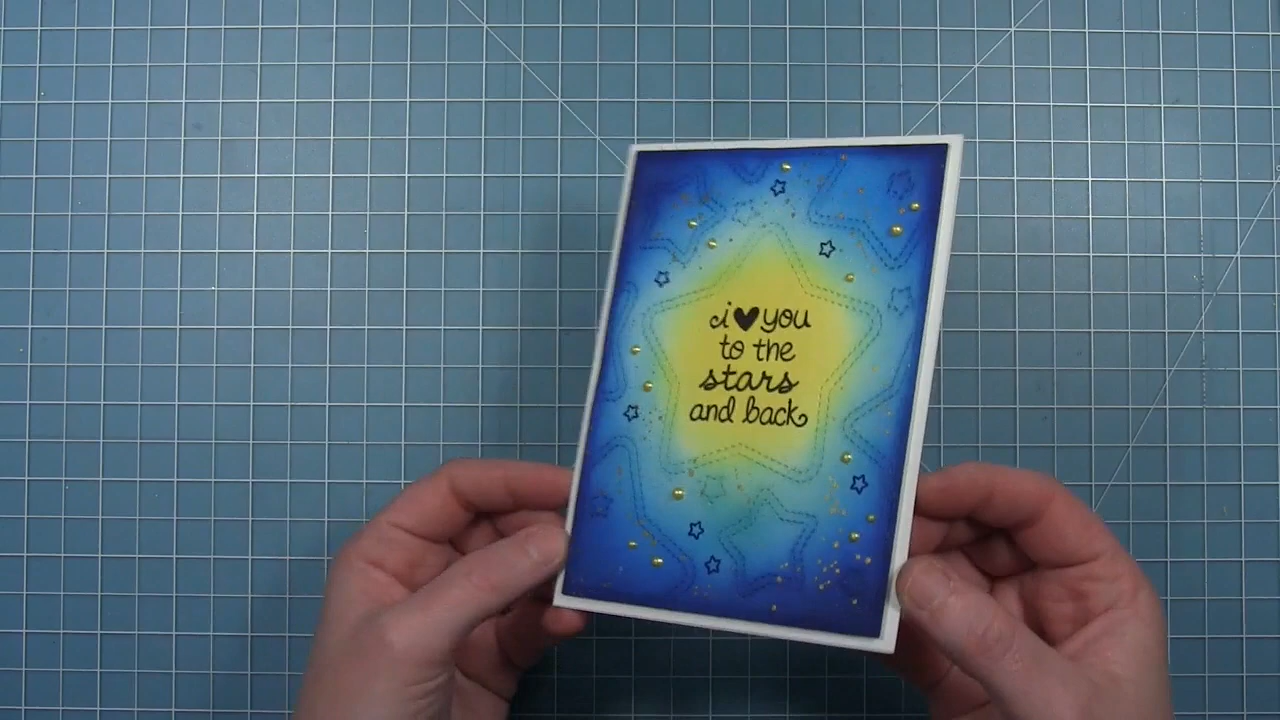 i ♥ you
to the
stars
and back